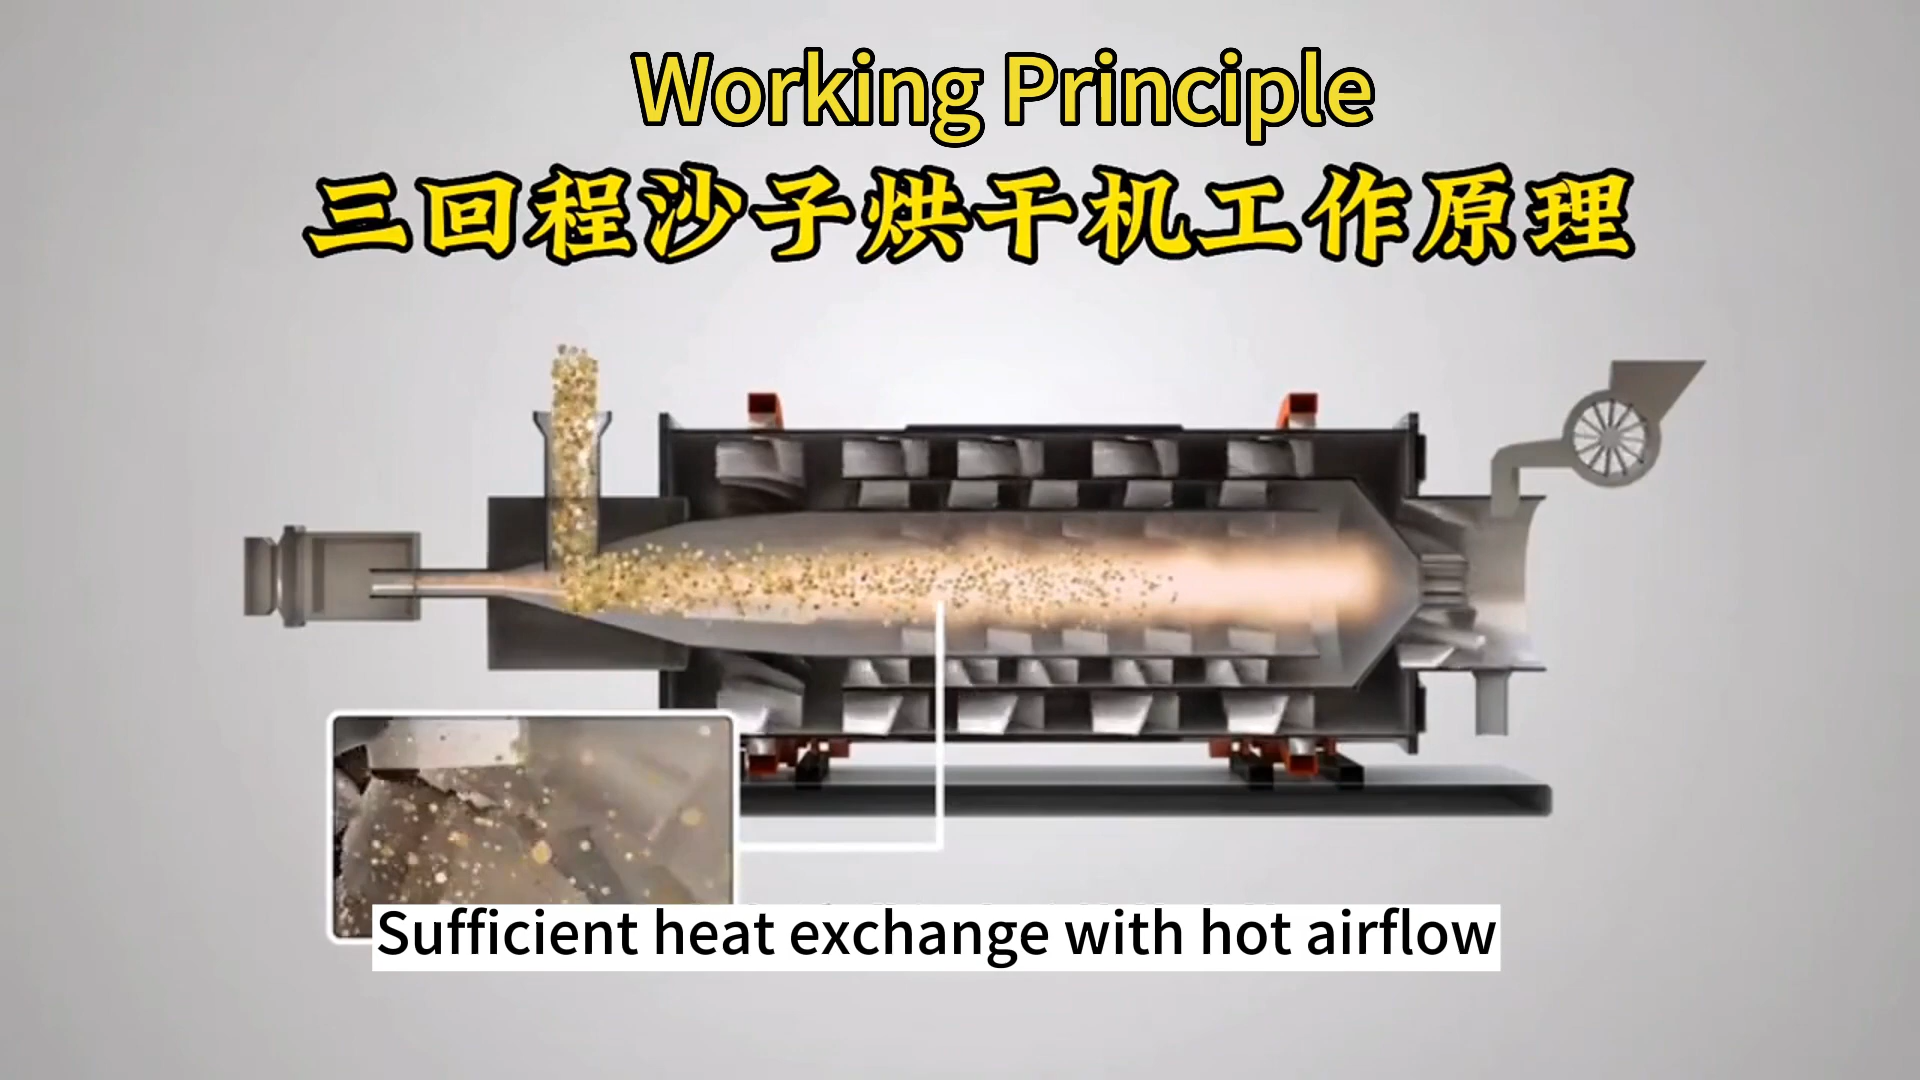 Working Principle
三回程沙子烘干机工作原理
Sufficient heat exchange with hot airflow